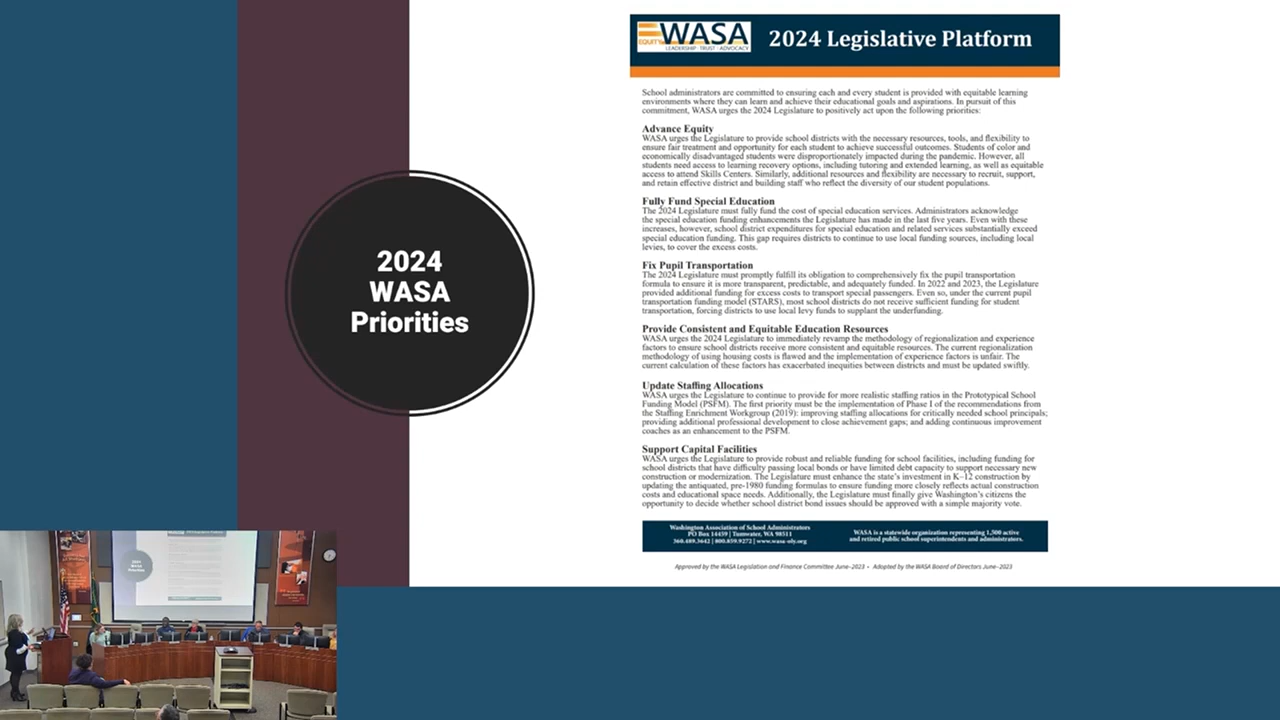 2024
WASA
Priorities
EQUITY
WASA
LEADERSHIP · TRUST · ADVOCACY
2024 Legislative Platform
School administrators are committed to ensuring each and every student is provided with equitable learning
environments where they can learn and achieve their educational goals and aspirations. In pursuit of this
commitment, WASA urges the 2024 Legislature to positively act upon the following priorities:
Advance Equity
WASA urges the Legislature to provide school districts with the necessary resources, tools, and flexibility to
ensure fair treatment and opportunity for each student to achieve successful outcomes. Students of color and
economically disadvantaged students were disproportionately impacted during the pandemic. However, all
students need access to learning recovery options, including tutoring and extended learning, as well as equitable
access to attend Skills Centers. Similarly, additional resources and flexibility are necessary to recruit, support,
and retain effective district and building staff who reflect the diversity of our student populations.
Fully Fund Special Education
The 2024 Legislature must fully fund the cost of special education services. Administrators acknowledge
the special education funding enhancements the Legislature has made in the last five years. Even with these
increases, however, school district expenditures for special education and related services substantially exceed
special education funding. This gap requires districts to continue to use local funding sources, including local
levies, to cover the excess costs.
Fix Pupil Transportation
The 2024 Legislature must promptly fulfill its obligation to comprehensively fix the pupil transportation
formula to ensure it is more transparent, predictable, and adequately funded. In 2022 and 2023, the Legislature
provided additional funding for excess costs to transport special passengers. Even so, under the current pupil
transportation funding model (STARS), most school districts do not receive sufficient funding for student
transportation, forcing districts to use local levy funds to supplant the underfunding.
Provide Consistent and Equitable Education Resources
WASA urges the 2024 Legislature to immediately revamp the methodology of regionalization and experience
factors to ensure school districts receive more consistent and equitable resources. The current regionalization
methodology of using housing costs is flawed and the implementation of experience factors is unfair. The
current calculation of these factors has exacerbated inequities between districts and must be updated swiftly.
Update Staffing Allocations
WASA urges the Legislature to continue to provide for more realistic staffing ratios in the Prototypical School
Funding Model (PSFM). The first priority must be the implementation of Phase I of the recommendations from
the Staffing Enrichment Workgroup (2019): improving staffing allocations for critically needed school principals;
providing additional professional development to close achievement gaps; and adding continuous improvement
coaches as an enhancement to the PSFM.
Support Capital Facilities
WASA urges the Legislature to provide robust and reliable funding for school facilities, including funding for
school districts that have difficulty passing local bonds or have limited debt capacity to support necessary new
construction or modernization. The Legislature must enhance the state's investment in K–12 construction by
updating the antiquated, pre-1980 funding formulas to ensure funding more closely reflects actual construction
costs and educational space needs. Additionally, the Legislature must finally give Washington's citizens the
opportunity to decide whether school district bond issues should be approved with a simple majority vote.
Washington Association of School Administrators
PO Box 14459 | Tumwater, WA 98511
360.489.3642 | 800.859.9272 | www.wasa-oly.org
WASA is a statewide organization representing 1,500 active
and retired public school superintendents and administrators.
Approved by the WASA Legislation and Finance Committee June–2023 • Adopted by the WASA Board of Directors June–2023